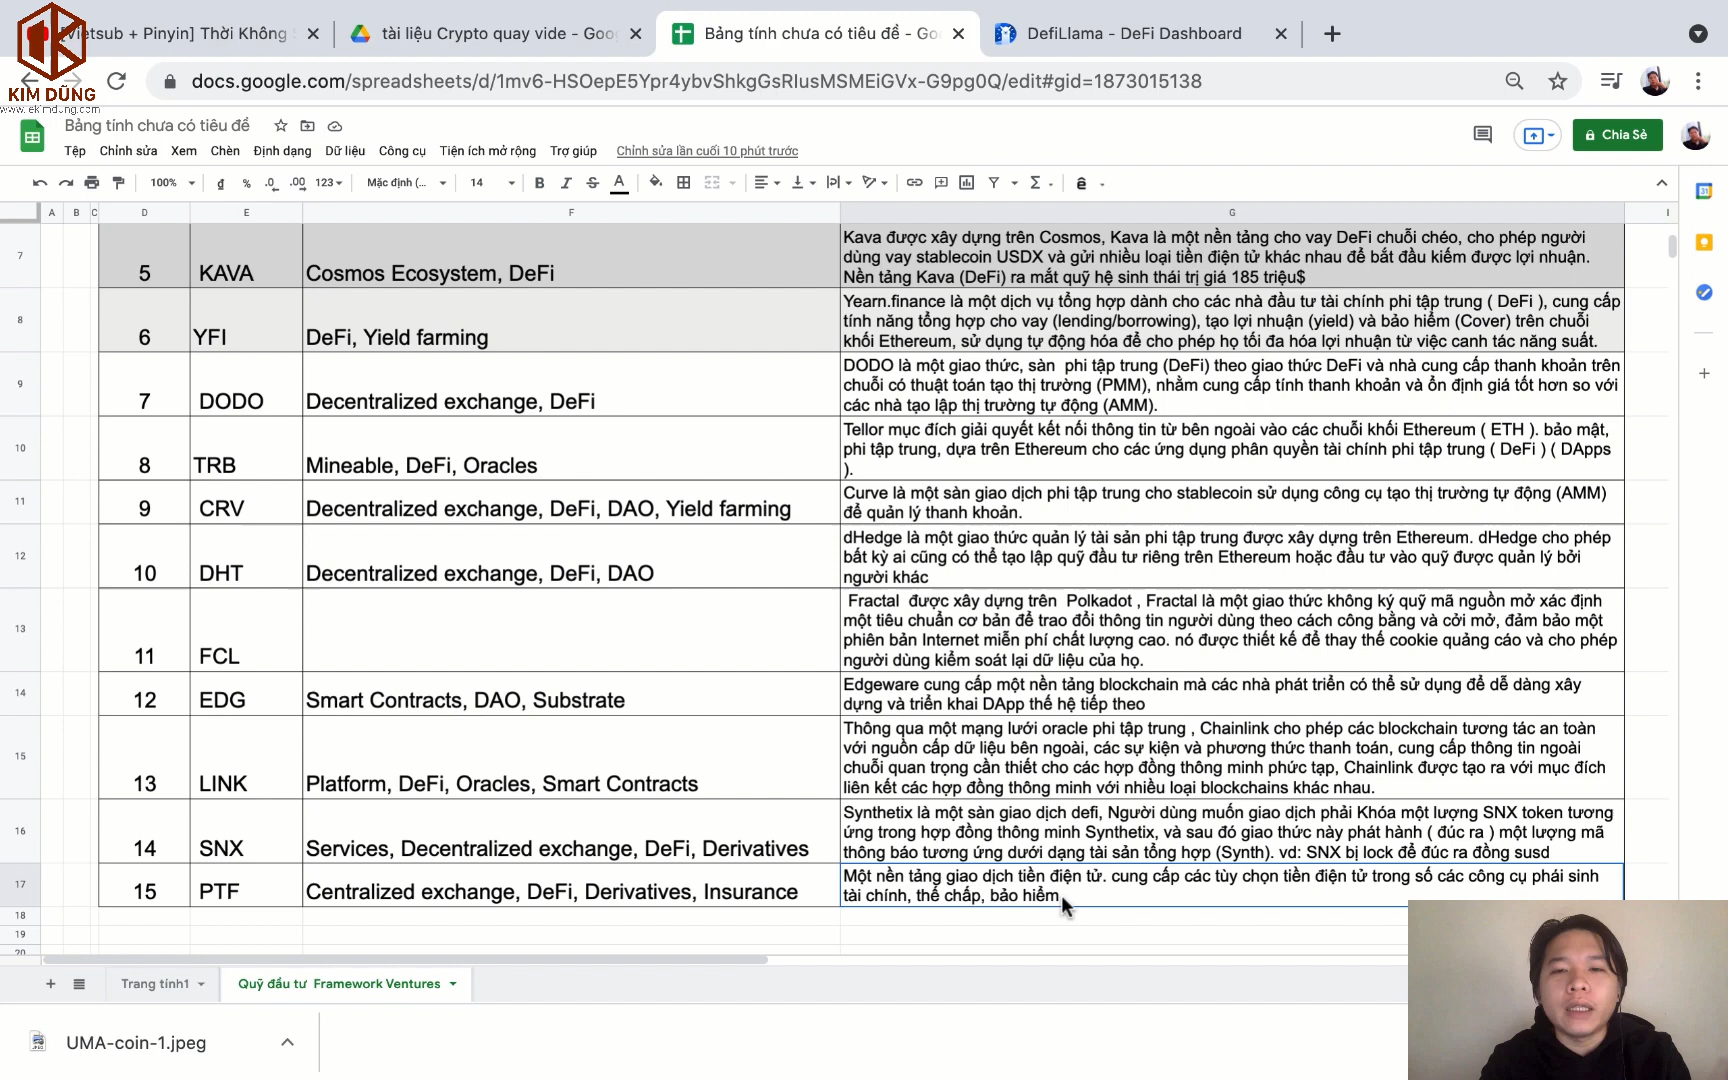 [Vietsub + Pinyin] Thời Không
tài liệu Crypto quay vide - Goo
Bảng tính chưa có tiêu đề - Go
DefiLlama - DeFi Dashboard
KIM DŨNG
www.ekimdung.com
docs.google.com/spreadsheets/d/1mv6-HSOepE5Ypr4ybvShkgGsRIusMSMEiGVx-G9pg0Q/edit#gid=1873015138
Bảng tính chưa có tiêu đề
Chia Sẻ
Tệp Chỉnh sửa Xem Chèn Định dạng Dữ liệu Công cụ Tiện ích mở rộng Trợ giúp Chỉnh sửa lần cuối 10 phút trước
100% đ % .0 .00 123 Mặc định (... 14 B I S A
A B C D E F G I
7
5
KAVA
Cosmos Ecosystem, DeFi
Kava được xây dựng trên Cosmos, Kava là một nền tảng cho vay DeFi chuỗi chéo, cho phép người
dùng vay stablecoin USDX và gửi nhiều loại tiền điện tử khác nhau để bắt đầu kiếm được lợi nhuận.
Nền tảng Kava (DeFi) ra mắt quỹ hệ sinh thái trị giá 185 triệu$
8
6
YFI
DeFi, Yield farming
Yearn.finance là một dịch vụ tổng hợp dành cho các nhà đầu tư tài chính phi tập trung ( DeFi ), cung cấp
tính năng tổng hợp cho vay (lending/borrowing), tạo lợi nhuận (yield) và bảo hiểm (Cover) trên chuỗi
khối Ethereum, sử dụng tự động hóa để cho phép họ tối đa hóa lợi nhuận từ việc canh tác năng suất.
9
7
DODO
Decentralized exchange, DeFi
DODO là một giao thức, sàn phi tập trung (DeFi) theo giao thức DeFi và nhà cung cấp thanh khoản trên
chuỗi có thuật toán tạo thị trường (PMM), nhằm cung cấp tính thanh khoản và ổn định giá tốt hơn so với
các nhà tạo lập thị trường tự động (AMM).
10
8
TRB
Mineable, DeFi, Oracles
Tellor mục đích giải quyết kết nối thông tin từ bên ngoài vào các chuỗi khối Ethereum ( ETH ). bảo mật,
phi tập trung, dựa trên Ethereum cho các ứng dụng phân quyền tài chính phi tập trung ( DeFi ) ( DApps
).
11
9
CRV
Decentralized exchange, DeFi, DAO, Yield farming
Curve là một sàn giao dịch phi tập trung cho stablecoin sử dụng công cụ tạo thị trường tự động (AMM)
để quản lý thanh khoản.
12
10
DHT
Decentralized exchange, DeFi, DAO
dHedge là một giao thức quản lý tài sản phi tập trung được xây dựng trên Ethereum. dHedge cho phép
bất kỳ ai cũng có thể tạo lập quỹ đầu tư riêng trên Ethereum hoặc đầu tư vào quỹ được quản lý bởi
người khác
13
11
FCL
Fractal được xây dựng trên Polkadot , Fractal là một giao thức không ký quỹ mã nguồn mở xác định
một tiêu chuẩn cơ bản để trao đổi thông tin người dùng theo cách công bằng và cởi mở, đảm bảo một
phiên bản Internet miễn phí chất lượng cao. nó được thiết kế để thay thế cookie quảng cáo và cho phép
người dùng kiểm soát lại dữ liệu của họ.
14
12
EDG
Smart Contracts, DAO, Substrate
Edgeware cung cấp một nền tảng blockchain mà các nhà phát triển có thể sử dụng để dễ dàng xây
dựng và triển khai DApp thế hệ tiếp theo
15
13
LINK
Platform, DeFi, Oracles, Smart Contracts
Thông qua một mạng lưới oracle phi tập trung , Chainlink cho phép các blockchain tương tác an toàn
với nguồn cấp dữ liệu bên ngoài, các sự kiện và phương thức thanh toán, cung cấp thông tin ngoài
chuỗi quan trọng cần thiết cho các hợp đồng thông minh phức tạp, Chainlink được tạo ra với mục đích
liên kết các hợp đồng thông minh với nhiều loại blockchains khác nhau.
16
14
SNX
Services, Decentralized exchange, DeFi, Derivatives
Synthetix là một sàn giao dịch defi, Người dùng muốn giao dịch phải Khóa một lượng SNX token tương
ứng trong hợp đồng thông minh Synthetix, và sau đó giao thức này phát hành ( đúc ra ) một lượng mã
thông báo tương ứng dưới dạng tài sản tổng hợp (Synth). vd: SNX bị lock để đúc ra đồng susd
17
15
PTF
Centralized exchange, DeFi, Derivatives, Insurance
Một nền tảng giao dịch tiền điện tử. cung cấp các tùy chọn tiền điện tử trong số các công cụ phái sinh
tài chính, thế chấp, bảo hiểm
18
19
20
Trang tính1
Quỹ đầu tư Framework Ventures
UMA-coin-1.jpeg